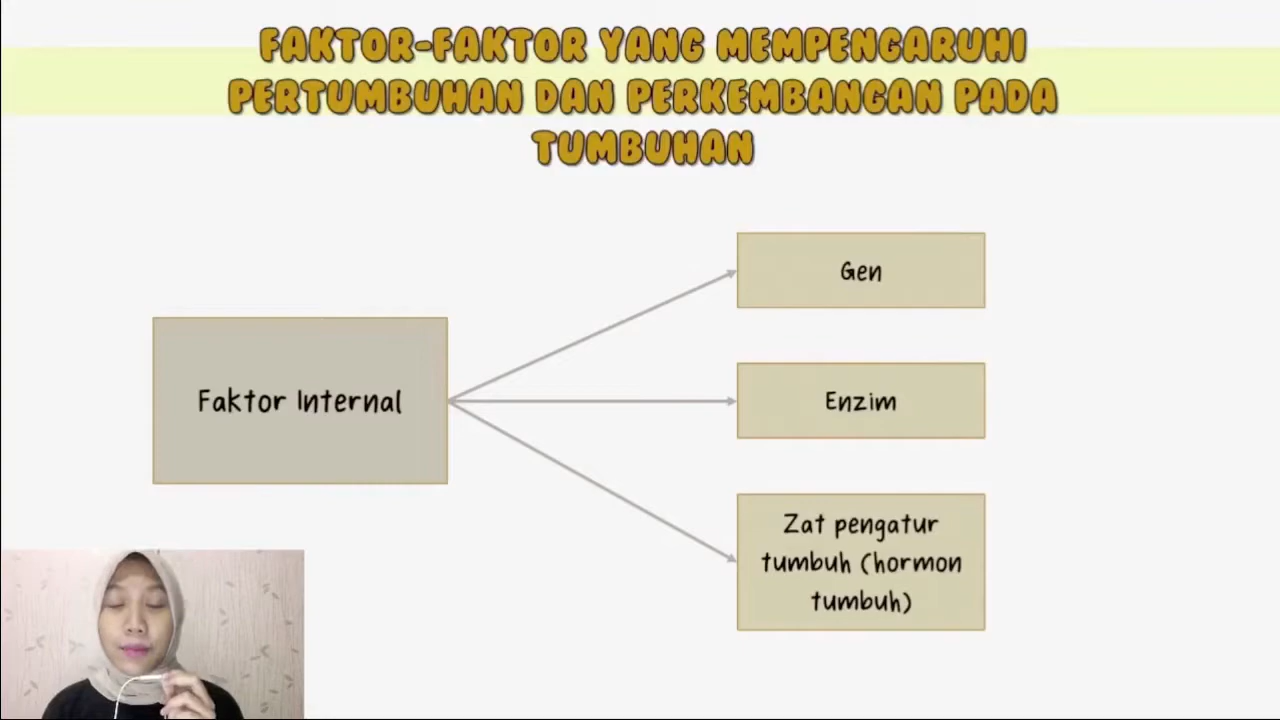 FAKTOR-FAKTOR YANG MEMPENGARUHI
PERTUMBUHAN DAN PERKEMBANGAN PADA
TUMBUHAN
Gen
Faktor Internal
Enzim
Zat pengatur
tumbuh (hormon
tumbuh)